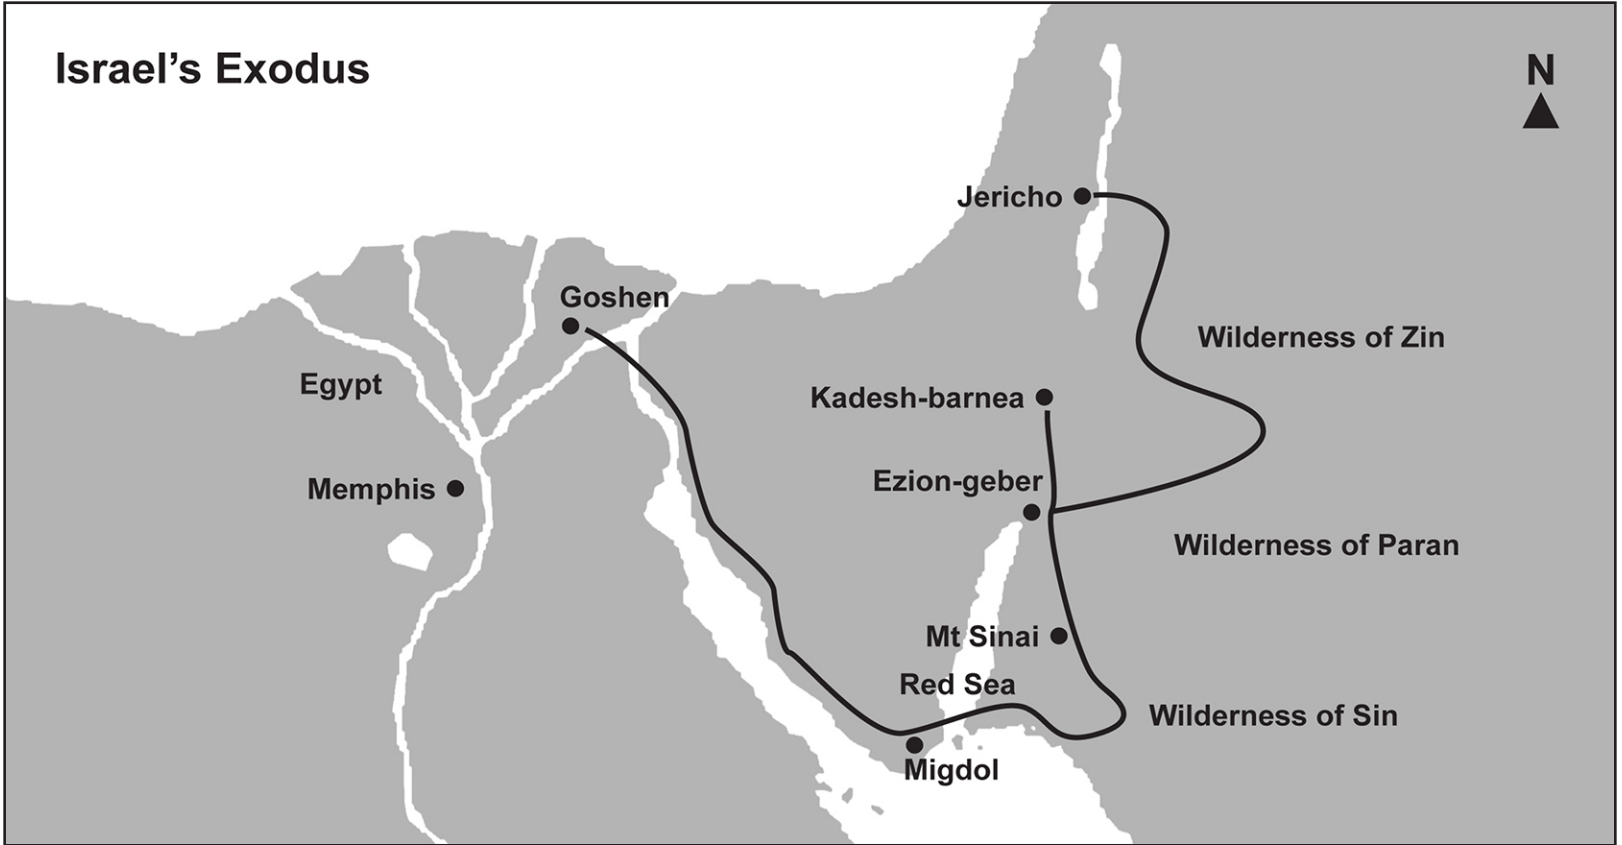 Israel’s Exodus
N
Jericho
Goshen
Wilderness of Zin
Egypt
Kadesh-barnea
Ezion-geber
Memphis
Wilderness of Paran
Mt Sinai
Red Sea
Wilderness of Sin
Migdol